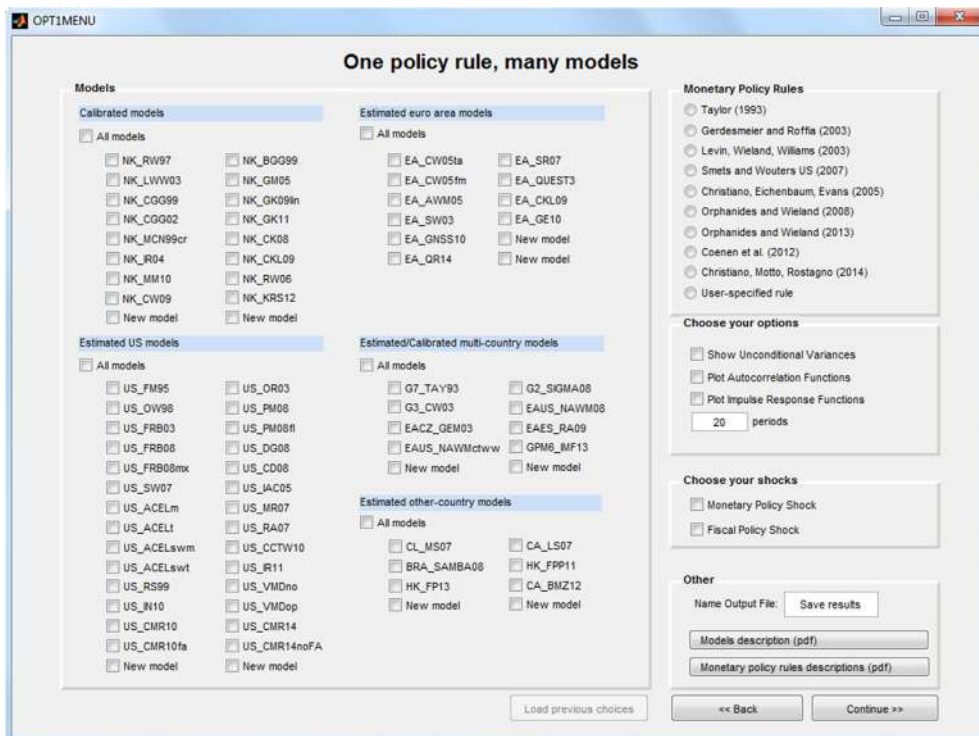 OPT1MENU
One policy rule, many models
Models
Calibrated models
All models
NK_RW97
NK_LWW03
NK_CGG99
NK_CGG02
NK_MCN99cr
NK_IR04
NK_MM10
NK_CW09
New model
NK_BGG99
NK_GM05
NK_GK09lin
NK_GK11
NK_CK08
NK_CKL09
NK_RW06
NK_KRS12
New model
Estimated euro area models
All models
EA_CW05ta
EA_CW05fm
EA_AWM05
EA_SW03
EA_GNSS10
EA_QR14
EA_SR07
EA_QUEST3
EA_CKL09
EA_GE10
New model
New model
Estimated US models
All models
US_FM95
US_OW98
US_FRB03
US_FRB08
US_FRB08mx
US_SW07
US_ACELm
US_ACELt
US_ACELswm
US_ACELswt
US_RS99
US_IN10
US_CMR10
US_CMR10fa
New model
US_OR03
US_PM08
US_PM08fl
US_DG08
US_CD08
US_IAC05
US_MR07
US_RA07
US_CCTW10
US_IR11
US_VMDno
US_VMDop
US_CMR14
US_CMR14noFA
New model
Estimated/Calibrated multi-country models
All models
G7_TAY93
G3_CW03
EACZ_GEM03
EAUS_NAWMctww
New model
G2_SIGMA08
EAUS_NAWM08
EAES_RA09
GPM6_IMF13
New model
Estimated other-country models
All models
CL_MS07
BRA_SAMBA08
HK_FP13
New model
CA_LS07
HK_FPP11
CA_BMZ12
New model
Monetary Policy Rules
Taylor (1993)
Gerdesmeier and Roffia (2003)
Levin, Wieland, Williams (2003)
Smets and Wouters US (2007)
Christiano, Eichenbaum, Evans (2005)
Orphanides and Wieland (2008)
Orphanides and Wieland (2013)
Coenen et al. (2012)
Christiano, Motto, Rostagno (2014)
User-specified rule
Choose your options
Show Unconditional Variances
Plot Autocorrelation Functions
Plot Impulse Response Functions
20 periods
Choose your shocks
Monetary Policy Shock
Fiscal Policy Shock
Other
Name Output File: Save results
Models description (pdf)
Monetary policy rules descriptions (pdf)
Load previous choices
<< Back
Continue >>